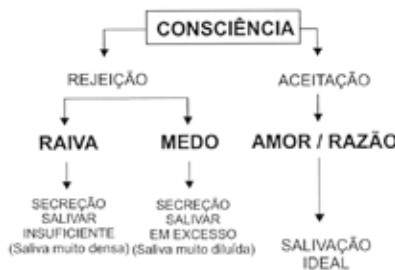 CONSCIÊNCIA
REJEIÇÃO
ACEITAÇÃO
RAIVA
MEDO
AMOR / RAZÃO
SECREÇÃO
SALIVAR
INSUFICIENTE
(Saliva muito densa)
SECREÇÃO
SALIVAR
EM EXCESSO
(Saliva muito diluída)
SALIVAÇÃO
IDEAL